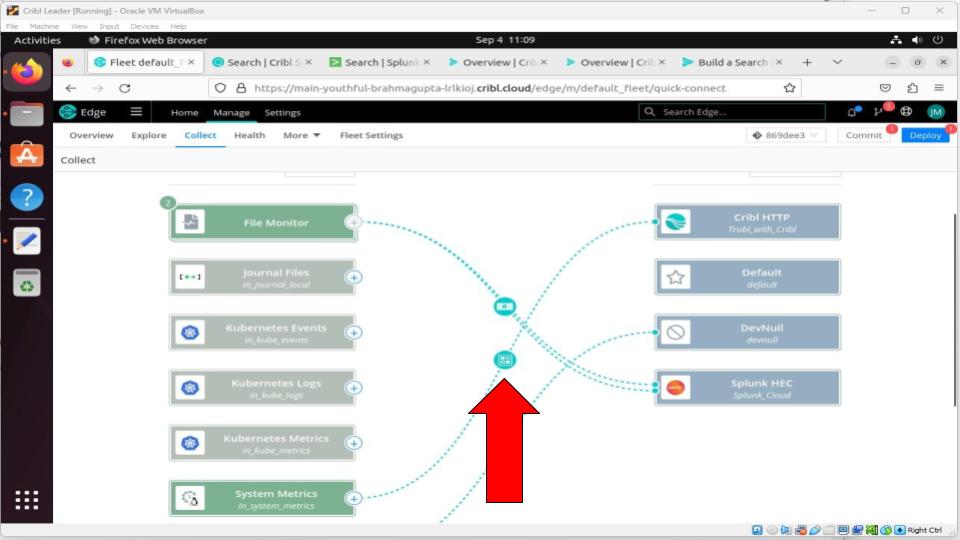 Cribl Leader [Running] - Oracle VM VirtualBox
File Machine View Input Devices Help
Activities Firefox Web Browser Sep 4 11:09
Fleet default_f Search | Cribl S Search | Splunk Overview | Crib Overview | Crib Build a Search |
https://main-youthful-brahmagupta-lrlkioj.cribl.cloud/edge/m/default_fleet/quick-connect
Edge Home Manage Settings Search Edge... 5 JM
Overview Explore Collect Health More Fleet Settings 869dee3 Commit 1 Deploy 1
Collect
2
File Monitor
Cribl HTTP
Trubl_with_Cribl
Journal Files
in_journal_local
Default
default
Kubernetes Events
in_kube_events
DevNull
devnull
Kubernetes Logs
in_kube_logs
Splunk HEC
Splunk_Cloud
Kubernetes Metrics
in_kube_metrics
System Metrics
in_system_metrics
Right Ctrl